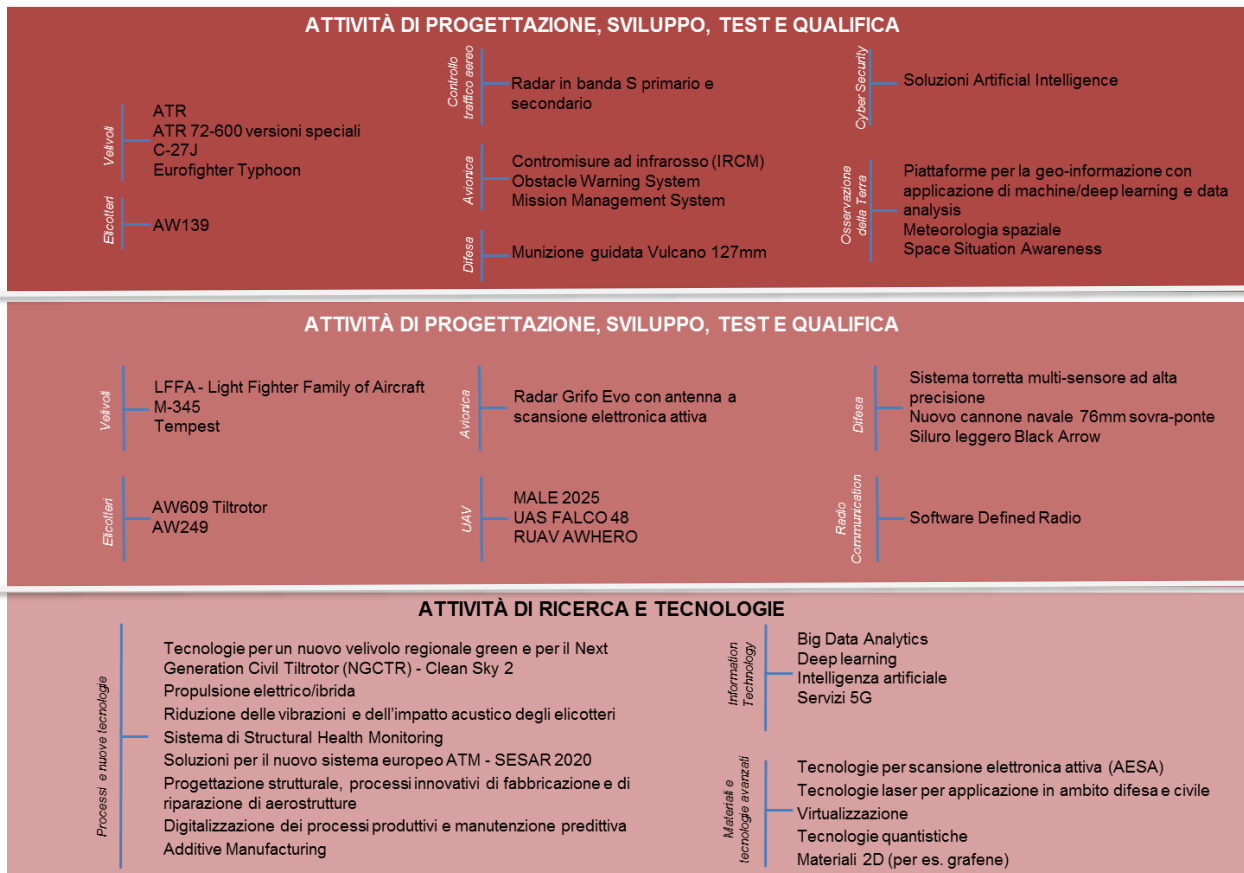 ATTIVITÀ DI PROGETTAZIONE, SVILUPPO, TEST E QUALIFICA
Velivoli
ATR
ATR 72-600 versioni speciali
C-27J
Eurofighter Typhoon
Elicotteri
AW139
Controllo
traffico aereo
Radar in banda S primario e
secondario
Avionica
Contromisure ad infrarosso (IRCM)
Obstacle Warning System
Mission Management System
Difesa
Munizione guidata Vulcano 127mm
Cyber Security
Soluzioni Artificial Intelligence
Osservazione
della Terra
Piattaforme per la geo-informazione con
applicazione di machine/deep learning e data
analysis
Meteorologia spaziale
Space Situation Awareness
ATTIVITÀ DI PROGETTAZIONE, SVILUPPO, TEST E QUALIFICA
Velivoli
LFFA - Light Fighter Family of Aircraft
M-345
Tempest
Elicotteri
AW609 Tiltrotor
AW249
Avionica
Radar Grifo Evo con antenna a
scansione elettronica attiva
UAV
MALE 2025
UAS FALCO 48
RUAV AWHERO
Difesa
Sistema torretta multi-sensore ad alta
precisione
Nuovo cannone navale 76mm sovra-ponte
Siluro leggero Black Arrow
Radio
Communication
Software Defined Radio
ATTIVITÀ DI RICERCA E TECNOLOGIE
Processi e nuove tecnologie
Tecnologie per un nuovo velivolo regionale green e per il Next
Generation Civil Tiltrotor (NGCTR) - Clean Sky 2
Propulsione elettrico/ibrida
Riduzione delle vibrazioni e dell'impatto acustico degli elicotteri
Sistema di Structural Health Monitoring
Soluzioni per il nuovo sistema europeo ATM - SESAR 2020
Progettazione strutturale, processi innovativi di fabbricazione e di
riparazione di aerostrutture
Digitalizzazione dei processi produttivi e manutenzione predittiva
Additive Manufacturing
Information
Technology
Big Data Analytics
Deep learning
Intelligenza artificiale
Servizi 5G
Materiali e
tecnologie avanzati
Tecnologie per scansione elettronica attiva (AESA)
Tecnologie laser per applicazione in ambito difesa e civile
Virtualizzazione
Tecnologie quantistiche
Materiali 2D (per es. grafene)